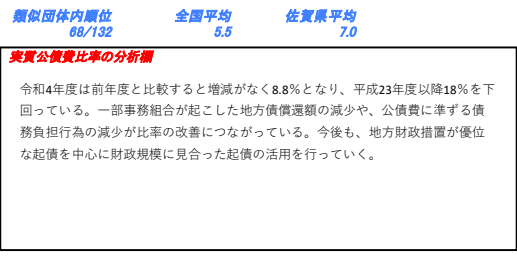 類似団体内順位 全国平均 佐賀県平均
68/132 5.5 7.0
実質公債費比率の分析欄
令和4年度は前年度と比較すると増減がなく8.8%となり、平成23年度以降18%を下
回っている。一部事務組合が起こした地方債償還額の減少や、公債費に準ずる債
務負担行為の減少が比率の改善につながっている。今後も、地方財政措置が優位
な起債を中心に財政規模に見合った起債の活用を行っていく。